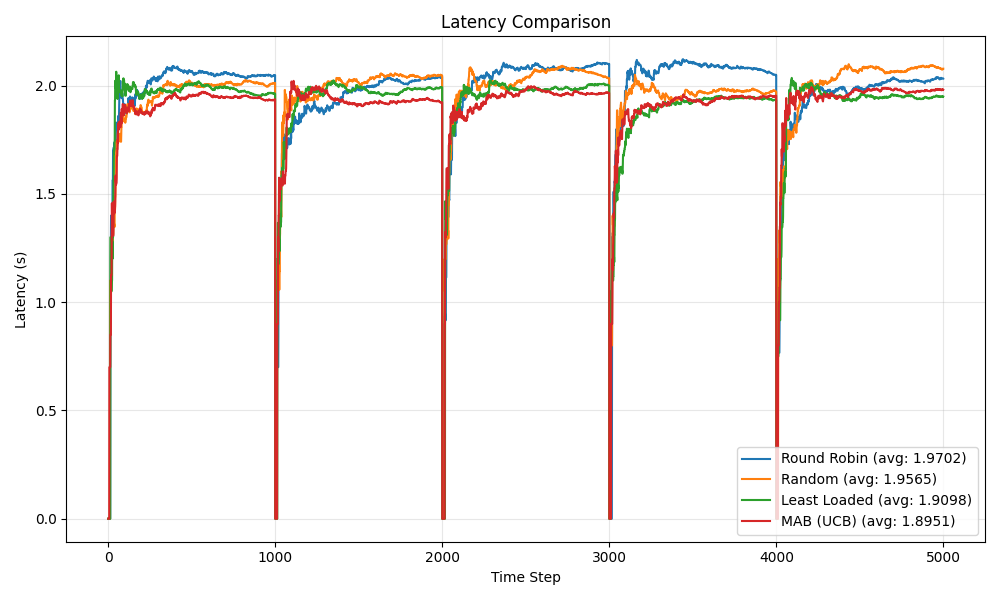 Latency Comparison
Latency (s)
2.0
1.5
1.0
0.5
0.0
0
1000
2000
3000
4000
5000
Time Step
Round Robin (avg: 1.9702)
Random (avg: 1.9565)
Least Loaded (avg: 1.9098)
MAB (UCB) (avg: 1.8951)